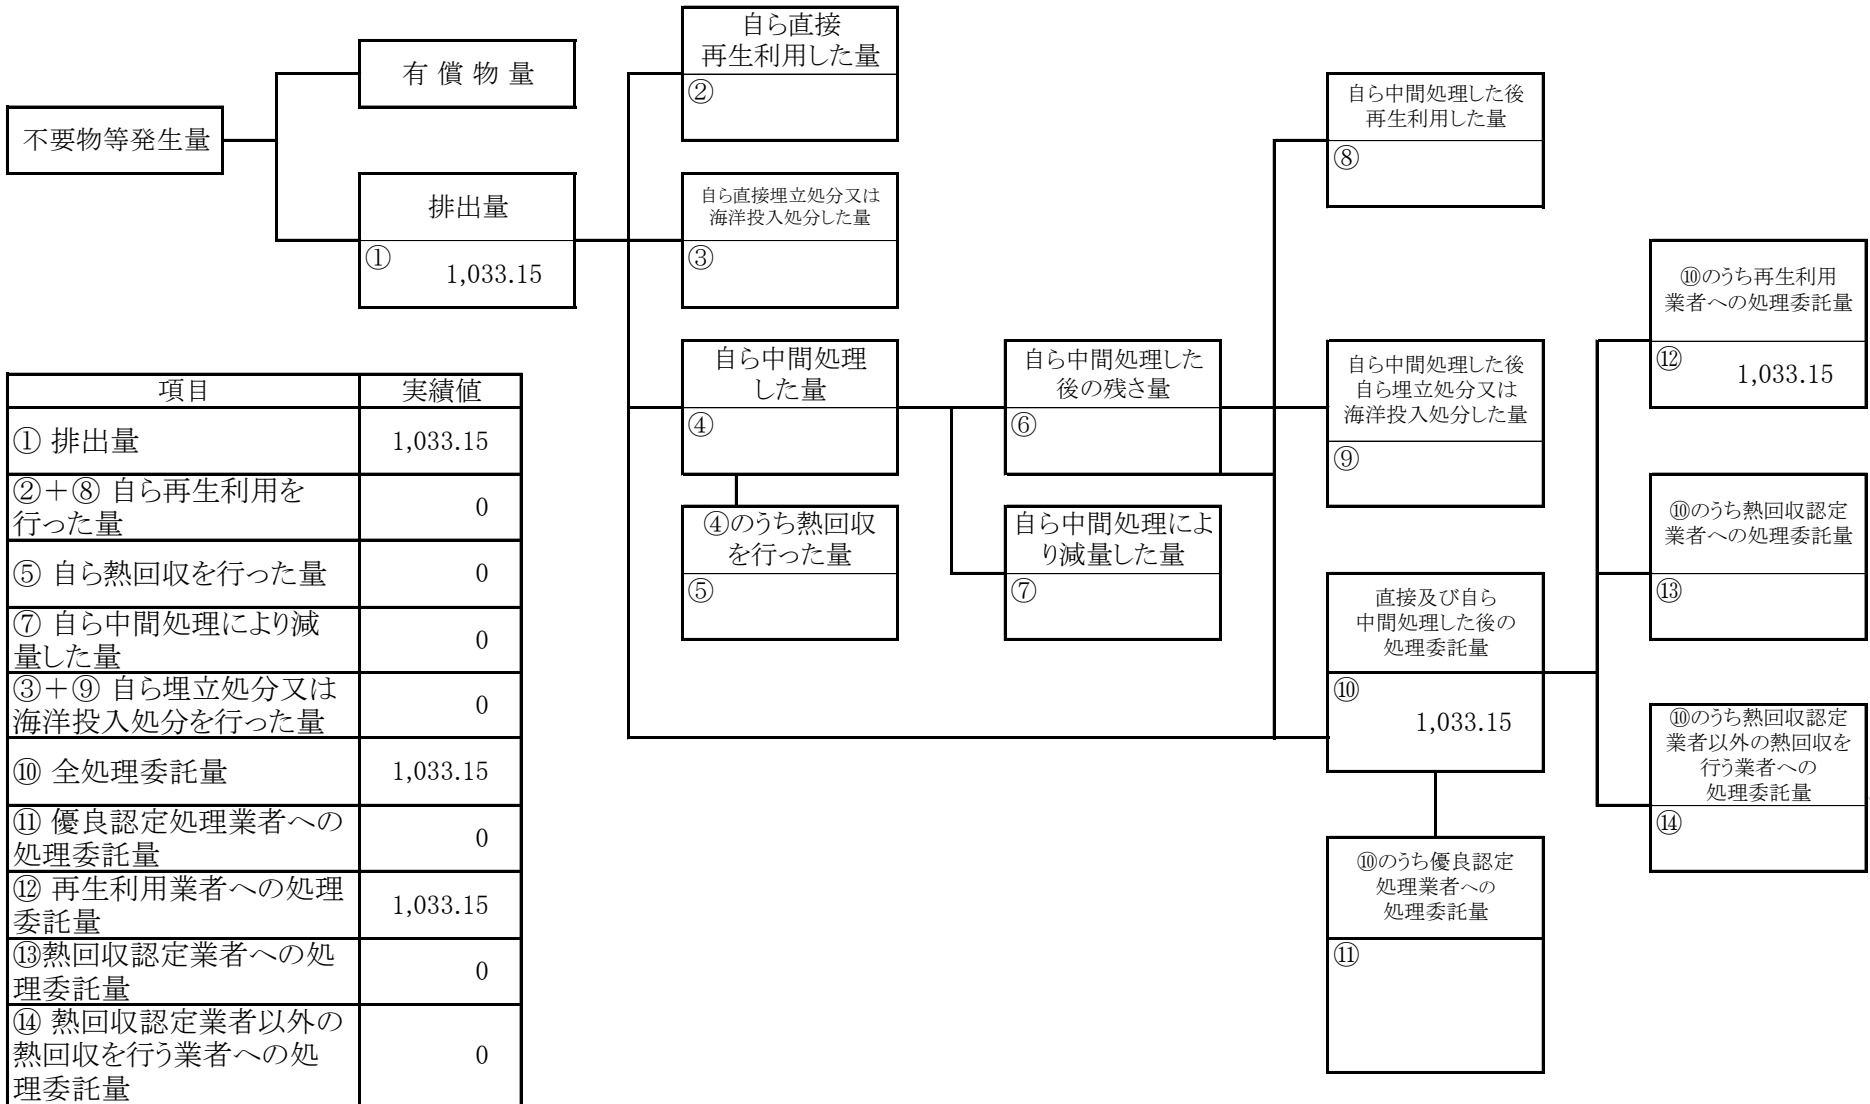 不要物等発生量
有償物量
排出量
①
1,033.15
自ら直接
再生利用した量
②
自ら直接埋立処分又は
海洋投入処分した量
③
自ら中間処理
した量
④
④のうち熱回収
を行った量
⑤
自ら中間処理した
後の残さ量
⑥
自ら中間処理によ
り減量した量
⑦
自ら中間処理した後
再生利用した量
⑧
自ら中間処理した後
自ら埋立処分又は
海洋投入処分した量
⑨
直接及び自ら
中間処理した後の
処理委託量
⑩
1,033.15
⑩のうち優良認定
処理業者への
処理委託量
⑪
⑩のうち再生利用
業者への処理委託量
⑫
1,033.15
⑩のうち熱回収認定
業者への処理委託量
⑬
⑩のうち熱回収認定
業者以外の熱回収を
行う業者への
処理委託量
⑭
項目 実績値
① 排出量 1,033.15
②＋⑧ 自ら再生利用を
行った量 0
⑤ 自ら熱回収を行った量 0
⑦ 自ら中間処理により減
量した量 0
③＋⑨ 自ら埋立処分又は
海洋投入処分を行った量 0
⑩ 全処理委託量 1,033.15
⑪ 優良認定処理業者への
処理委託量 0
⑫ 再生利用業者への処理
委託量 1,033.15
⑬熱回収認定業者への処
理委託量 0
⑭ 熱回収認定業者以外の
熱回収を行う業者への処
理委託量 0